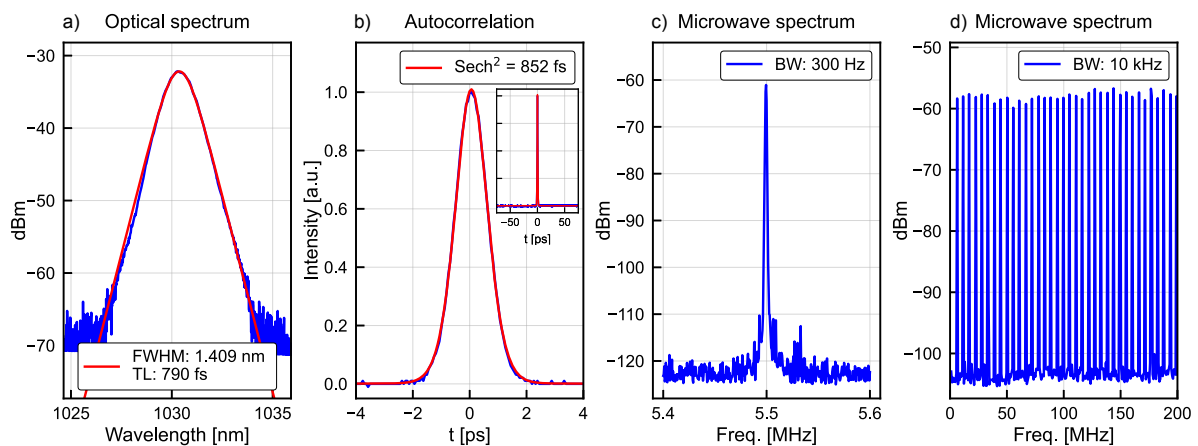 a) Optical spectrum
−30
−40
−50
−60
−70
dBm
1025
1030
1035
Wavelength [nm]
FWHM: 1.409 nm
TL: 790 fs
b) Autocorrelation
1.0
0.8
0.6
0.4
0.2
0.0
Intensity [a.u.]
−4
−2
0
2
4
t [ps]
Sech² = 852 fs
−50
0
50
t [ps]
c) Microwave spectrum
−60
−70
−80
−90
−100
−110
−120
dBm
5.4
5.5
5.6
Freq. [MHz]
BW: 300 Hz
d) Microwave spectrum
−50
−60
−70
−80
−90
−100
dBm
0
50
100
150
200
Freq. [MHz]
BW: 10 kHz